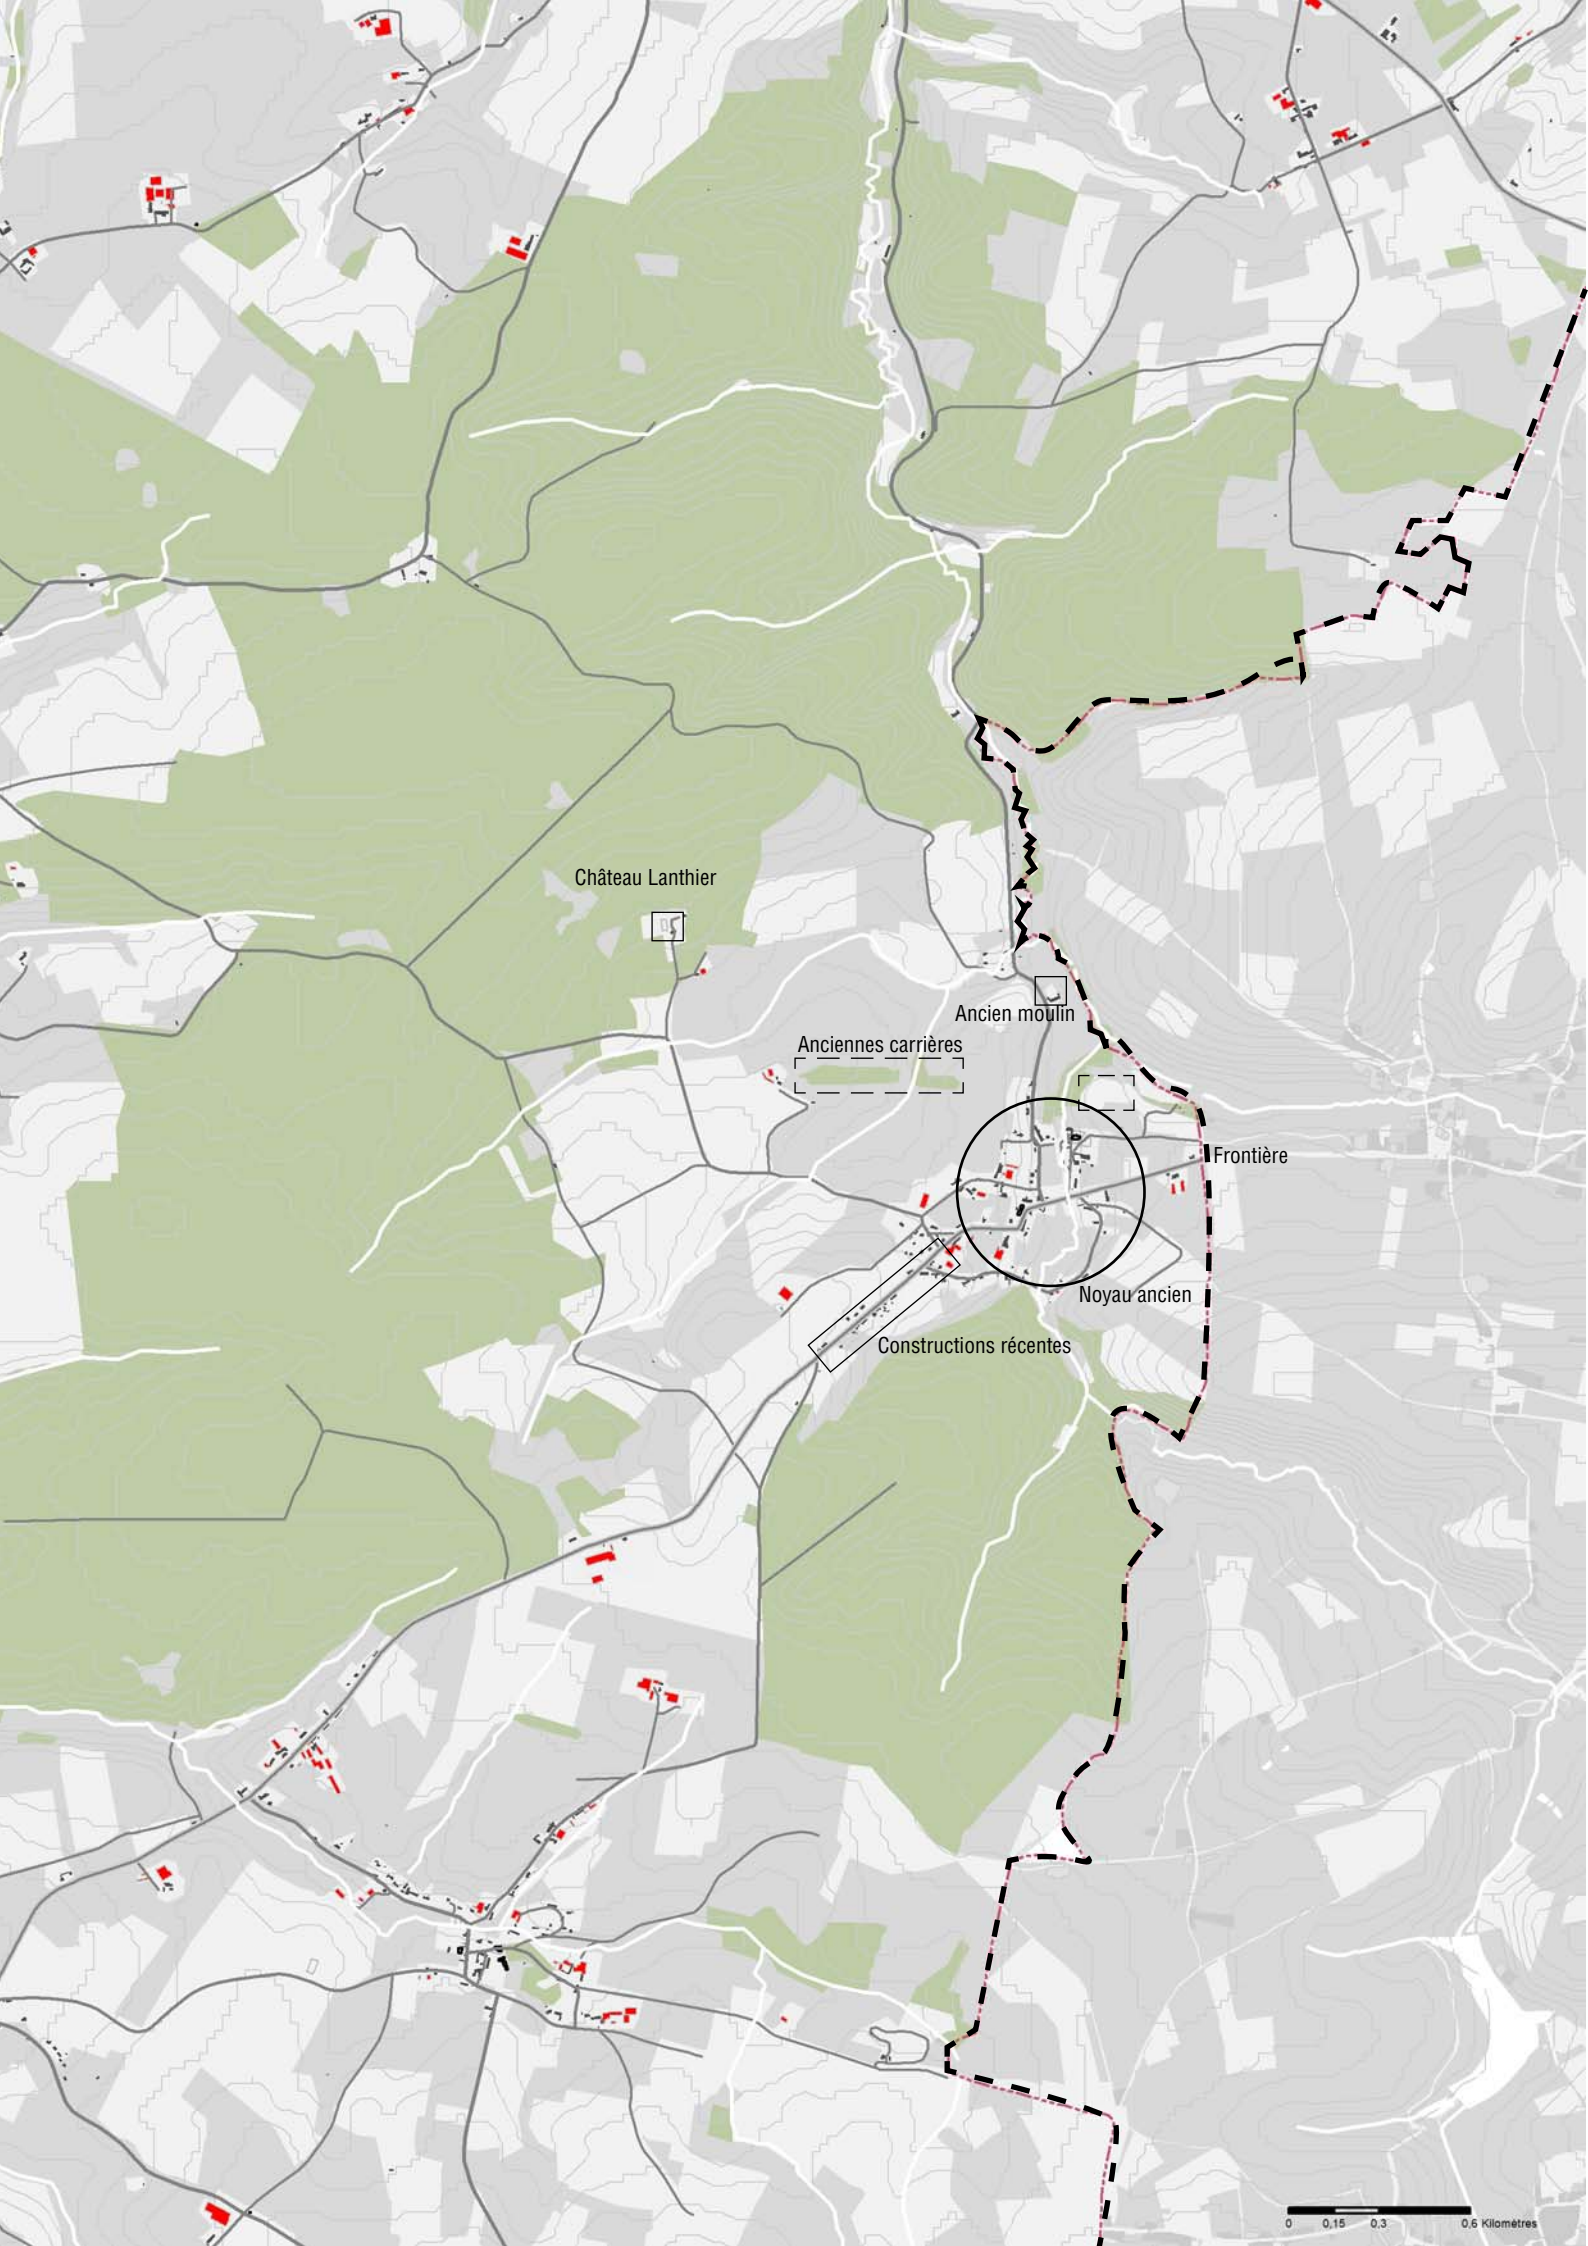 Château Lanthier
Ancien moulin
Anciennes carrières
Frontière
Noyau ancien
Constructions récentes
0 0,15 0,3 0,6 Kilomètres